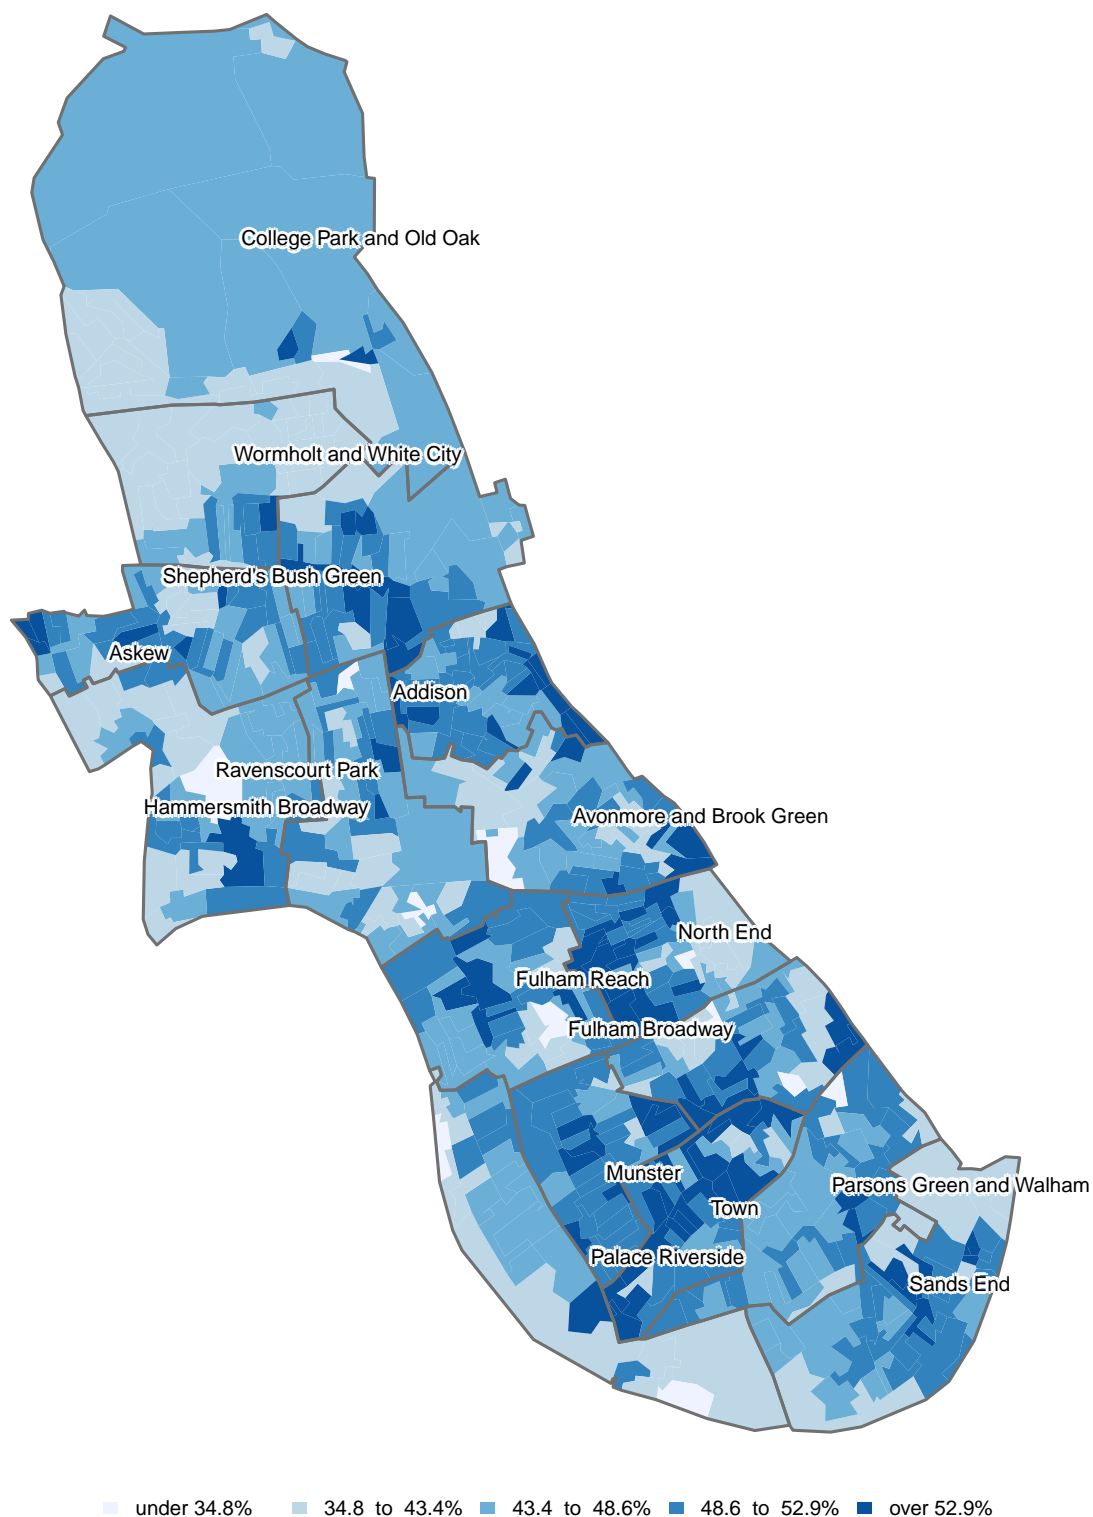 College Park and Old Oak
Wormholt and White City
Shepherd's Bush Green
Askew
Addison
Ravenscourt Park
Hammersmith Broadway
Avonmore and Brook Green
North End
Fulham Reach
Fulham Broadway
Munster
Parsons Green and Walham
Town
Palace Riverside
Sands End
under 34.8% 34.8 to 43.4% 43.4 to 48.6% 48.6 to 52.9% over 52.9%